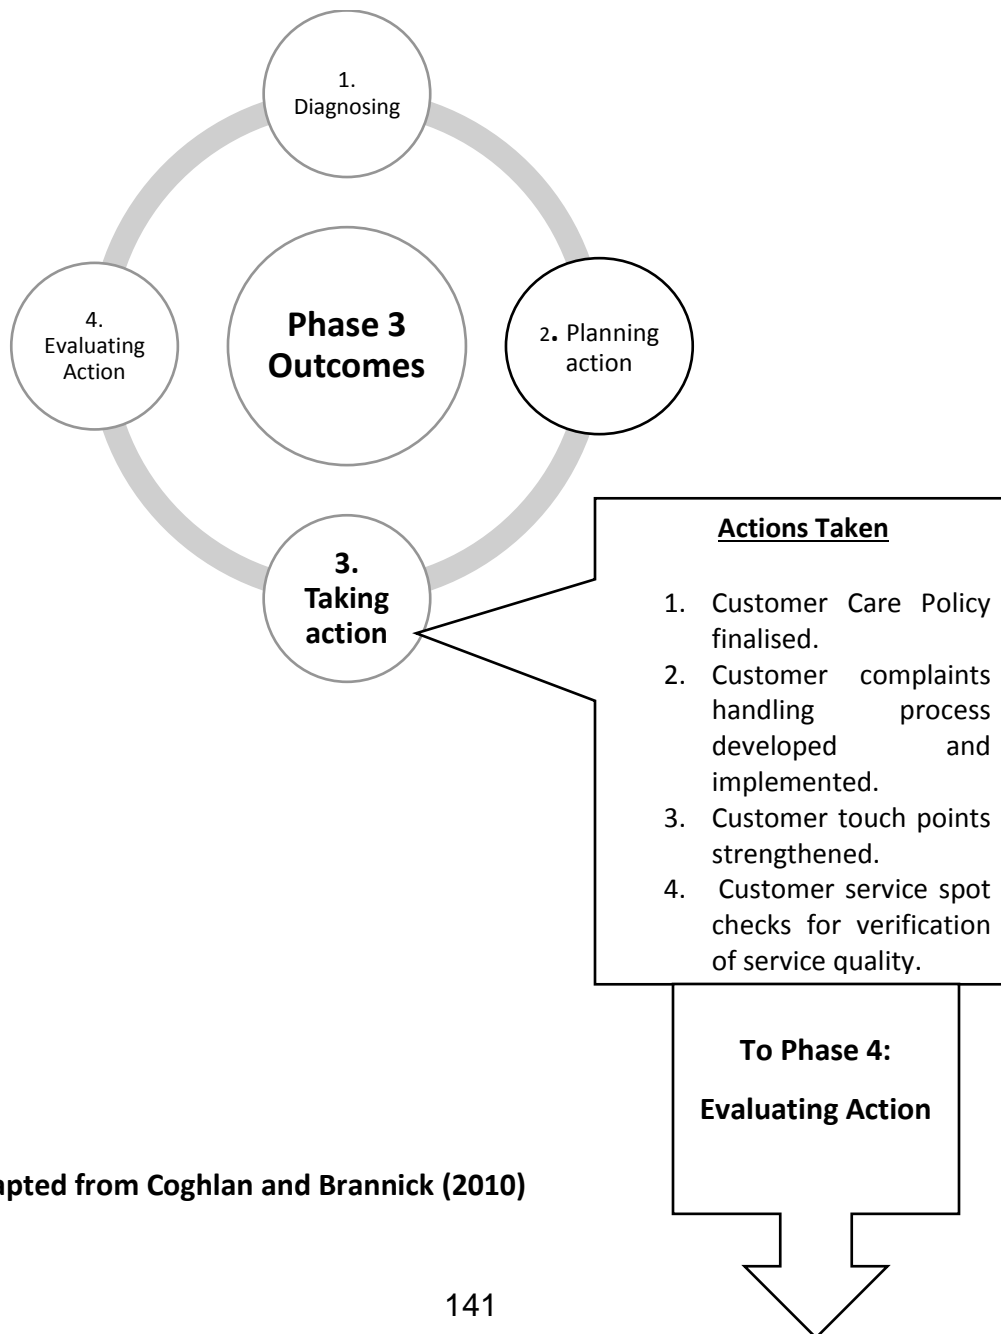 1.
Diagnosing
4.
Evaluating
Action
Phase 3
Outcomes
2. Planning
action
3.
Taking
action
Actions Taken
1. Customer Care Policy
finalised.
2. Customer complaints
handling process
developed and
implemented.
3. Customer touch points
strengthened.
4. Customer service spot
checks for verification
of service quality.
To Phase 4:
Evaluating Action
apted from Coghlan and Brannick (2010)
141